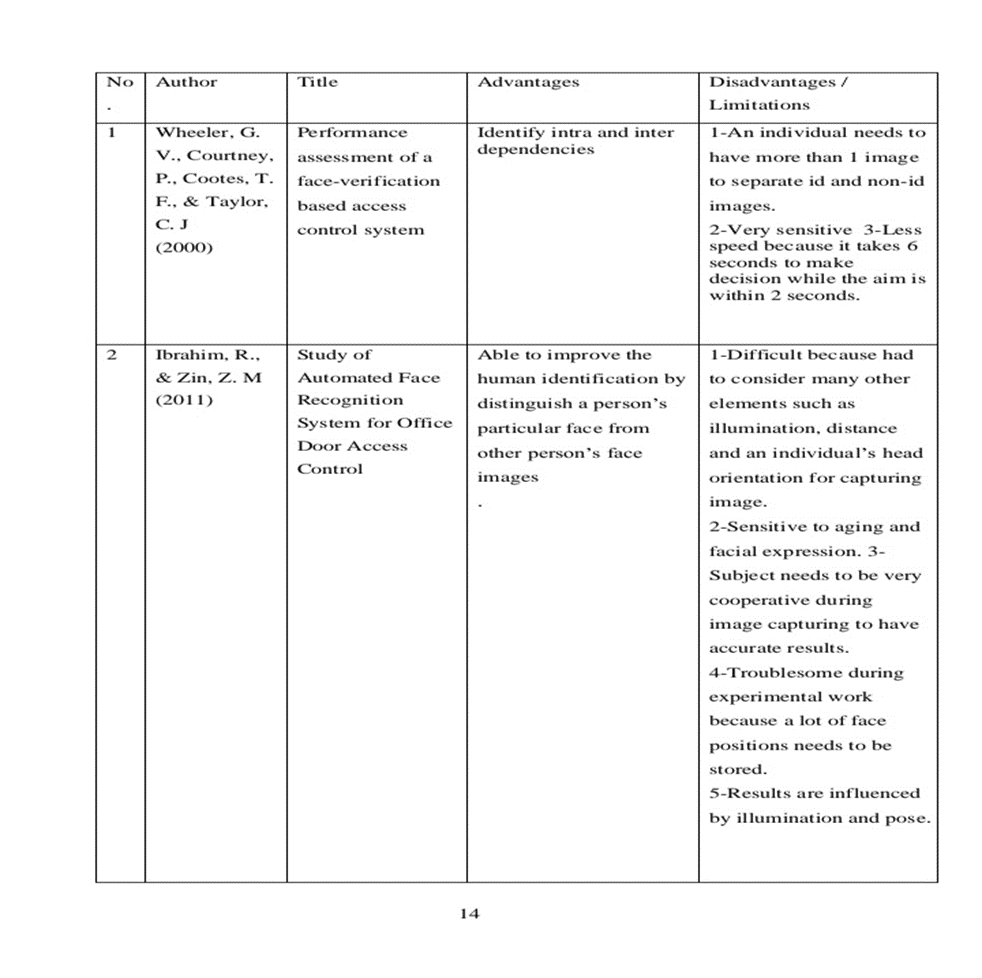 No
.
Author
Title
Advantages
Disadvantages /
Limitations
1
Wheeler, G.
V., Courtney,
P., Cootes, T.
F., & Taylor,
C. J
(2000)
Performance
assessment of a
face-verification
based access
control system
Identify intra and inter
dependencies
1-An individual needs to
have more than 1 image
to separate id and non-id
images.
2-Very sensitive 3-Less
speed because it takes 6
seconds to make
decision while the aim is
within 2 seconds.
2
Ibrahim, R.,
& Zin, Z. M
(2011)
Study of
Automated Face
Recognition
System for Office
Door Access
Control
Able to improve the
human identification by
distinguish a person's
particular face from
other person's face
images
.
1-Difficult because had
to consider many other
elements such as
illumination, distance
and an individual's head
orientation for capturing
image.
2-Sensitive to aging and
facial expression. 3-
Subject needs to be very
cooperative during
image capturing to have
accurate results.
4-Troublesome during
experimental work
because a lot of face
positions needs to be
stored.
5-Results are influenced
by illumination and pose.
14